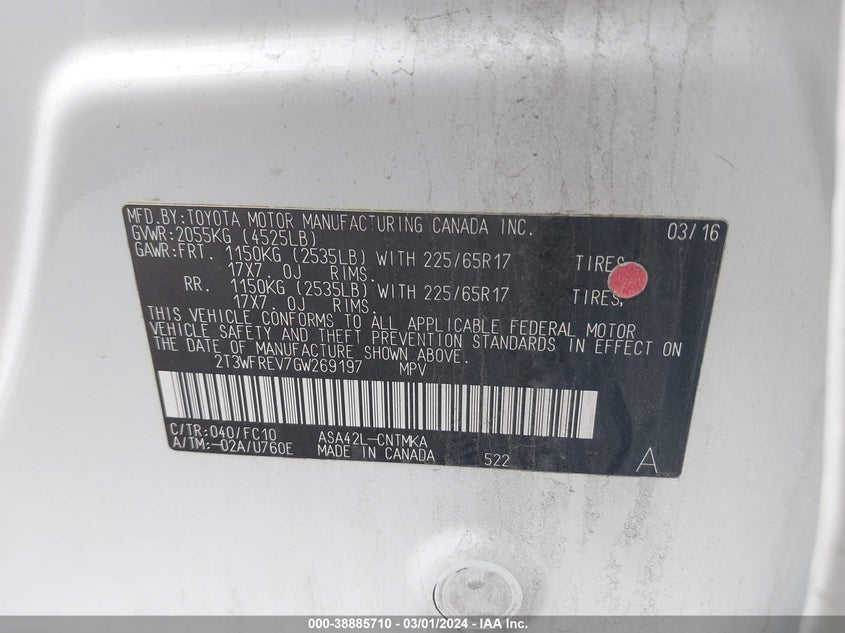 MFD.BY:TOYOTA MOTOR MANUFACTURING CANADA INC. 03/16
GVWR:2055KG (4525LB)
GAWR:FRT. 1150KG (2535LB) WITH 225/65R17 TIRES,
17X7.0J RIMS.
RR. 1150KG (2535LB) WITH 225/65R17 TIRES,
17X7.0J RIMS.
THIS VEHICLE CONFORMS TO ALL APPLICABLE FEDERAL MOTOR
VEHICLE SAFETY AND THEFT PREVENTION STANDARDS IN EFFECT ON
THE DATE OF MANUFACTURE SHOWN ABOVE.
2T3WFREV7GW269197 MPV
C/TR:040/FC10 ASA42L-CNTMKA
A/TM:-02A/U760E MADE IN CANADA 522 A
000-38885710 - 03/01/2024 - IAA Inc.